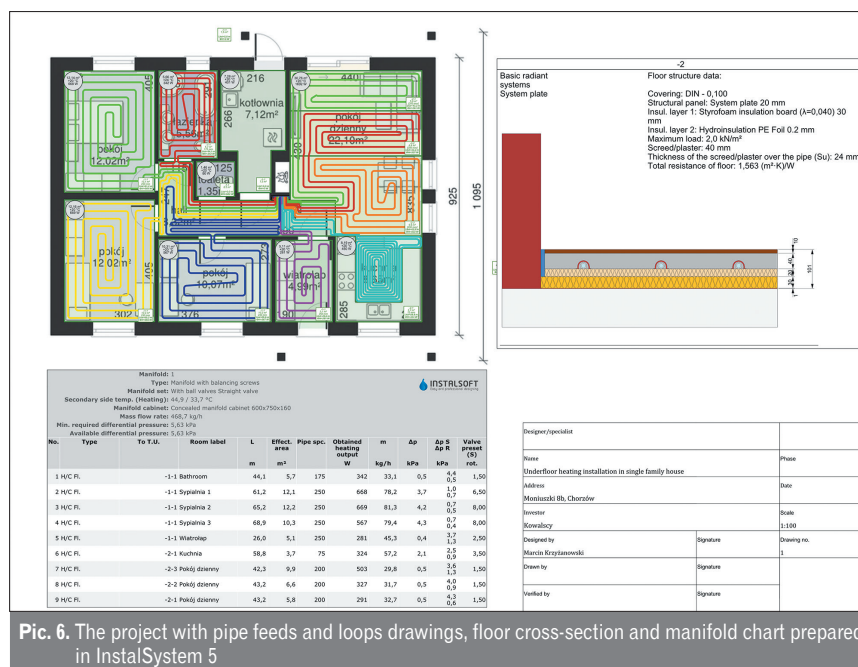 216
kotłownia
7,12m²
266
440
pokój
dzienny
22,10m²
430
405
pokój
12,02m²
291
łazienka
5,56m²
125
toaleta
1,35
hall
835
925
1 095
pokój
12,02m²
405
302
pokój
10,07m²
376
273
wiatrołap
4,99m²
190
285
-2
Basic radiant
systems
System plate
Floor structure data:
Covering: DIN - 0,100
Structural panel: System plate 20 mm
Insul. layer 1: Styrofoam insulation board (λ=0,040) 30
mm
Insul. layer 2: Hydroinsulation PE Foil 0.2 mm
Maximum load: 2,0 kN/m²
Screed/plaster: 40 mm
Thickness of the screed/plaster over the pipe (Su): 24 mm
Total resistance of floor: 1,563 (m²·K)/W
10
40
20
30
101
Manifold: 1
Type: Manifold with balancing screws
Manifold set: With ball valves Straight valve
Secondary side temp. (Heating): 44,9 / 33,7 °C
Manifold cabinet: Concealed manifold cabinet 600x750x160
Mass flow rate: 468,7 kg/h
Min. required differential pressure: 5,63 kPa
Available differential pressure: 5,63 kPa
INSTALSOFT
No. Type To T.U. Room label L Effect. area Pipe spc. Obtained heating output m Δp Δp S Δp R Valve preset (S)
m m² W kg/h kPa kPa rot.
1 H/C Fl. -1-1 Bathroom 44,1 5,7 175 342 33,1 0,5 4,4 0,5 1,50
2 H/C Fl. -1-1 Sypialnia 1 61,2 12,1 250 668 78,2 3,7 1,0 0,7 6,50
3 H/C Fl. -1-1 Sypialnia 2 65,2 12,2 250 669 81,3 4,2 0,7 0,5 8,00
4 H/C Fl. -1-1 Sypialnia 3 68,9 10,3 250 567 79,4 4,3 0,7 0,4 8,00
5 H/C Fl. -1-1 Wiatrołap 26,0 5,1 250 281 45,3 0,4 3,7 1,3 2,50
6 H/C Fl. -2-1 Kuchnia 58,8 3,7 75 324 57,2 2,1 2,5 0,9 3,50
7 H/C Fl. -2-3 Pokój dzienny 42,3 9,9 200 503 29,8 0,5 3,6 1,3 1,50
8 H/C Fl. -2-2 Pokój dzienny 43,2 6,6 200 327 31,7 0,5 4,0 0,9 1,50
9 H/C Fl. -2-1 Pokój dzienny 43,2 5,8 200 291 32,7 0,5 4,3 0,6 1,50
Designer/specialist
Name Phase
Underfloor heating installation in single family house
Address Date
Moniuszki 8b, Chorzów
Investor Scale
Kowalscy 1:100
Designed by Signature Drawing no.
Marcin Krzyżanowski 1
Drawn by Signature
Verified by Signature
Pic. 6. The project with pipe feeds and loops drawings, floor cross-section and manifold chart prepared
in InstalSystem 5